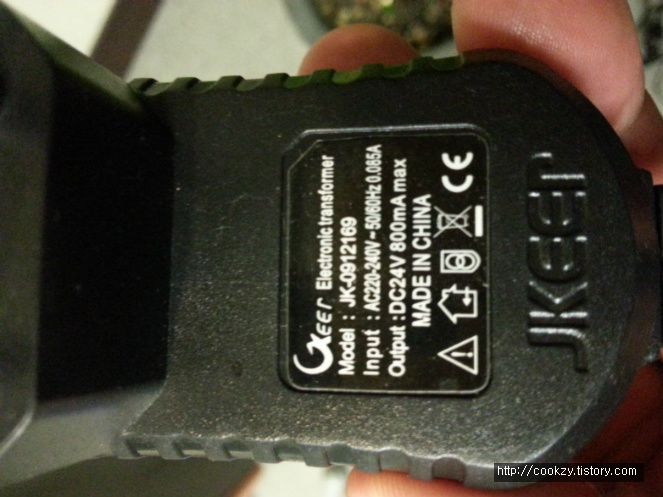 JKeer Electronic transformer
Model : JK-0912169
Input : AC220-240V ~ 50/60Hz 0.085A
Output : DC24V 800mA max
MADE IN CHINA
CE
JKEER
http://cookzy.tistory.com